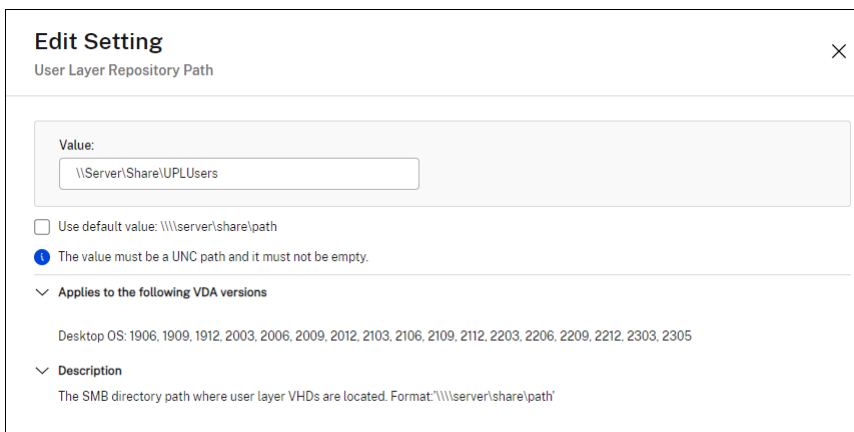 Edit Setting
User Layer Repository Path
Value:
\\Server\Share\UPLUsers
Use default value: \\\\server\share\path
The value must be a UNC path and it must not be empty.
Applies to the following VDA versions
Desktop OS: 1906, 1909, 1912, 2003, 2006, 2009, 2012, 2103, 2106, 2109, 2112, 2203, 2206, 2209, 2212, 2303, 2305
Description
The SMB directory path where user layer VHDs are located. Format:'\\\\server\share\path'